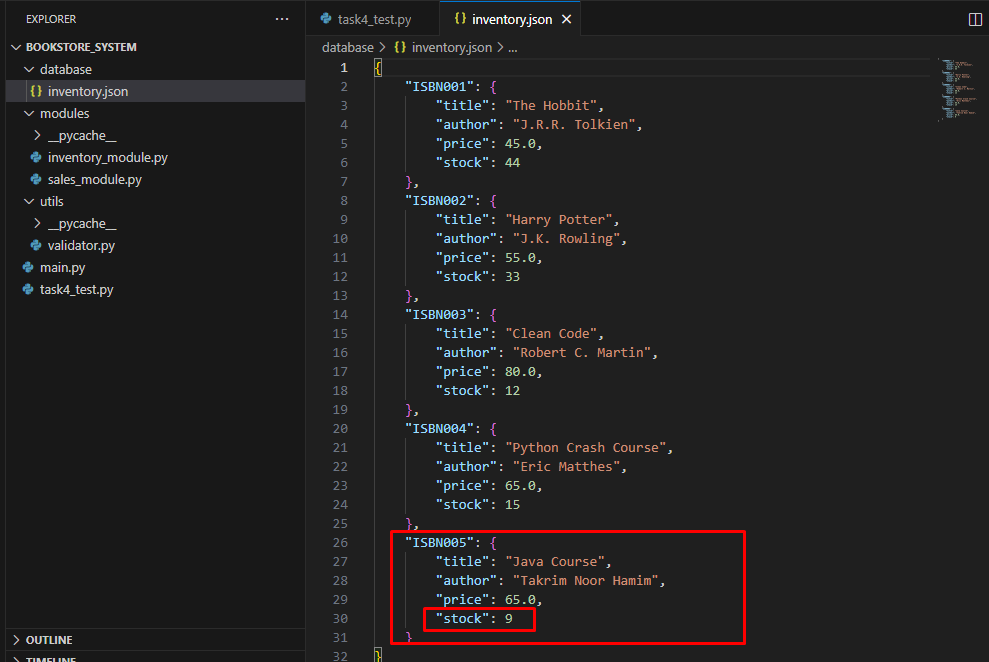 EXPLORER
···
BOOKSTORE_SYSTEM
database
{} inventory.json
modules
__pycache__
inventory_module.py
sales_module.py
utils
__pycache__
validator.py
main.py
task4_test.py
OUTLINE
TIMELINE
task4_test.py
{} inventory.json ×
database > {} inventory.json > ...
1 {
2 "ISBN001": {
3 "title": "The Hobbit",
4 "author": "J.R.R. Tolkien",
5 "price": 45.0,
6 "stock": 44
7 },
8 "ISBN002": {
9 "title": "Harry Potter",
10 "author": "J.K. Rowling",
11 "price": 55.0,
12 "stock": 33
13 },
14 "ISBN003": {
15 "title": "Clean Code",
16 "author": "Robert C. Martin",
17 "price": 80.0,
18 "stock": 12
19 },
20 "ISBN004": {
21 "title": "Python Crash Course",
22 "author": "Eric Matthes",
23 "price": 65.0,
24 "stock": 15
25 },
26 "ISBN005": {
27 "title": "Java Course",
28 "author": "Takrim Noor Hamim",
29 "price": 65.0,
30 "stock": 9
31 }
32 }